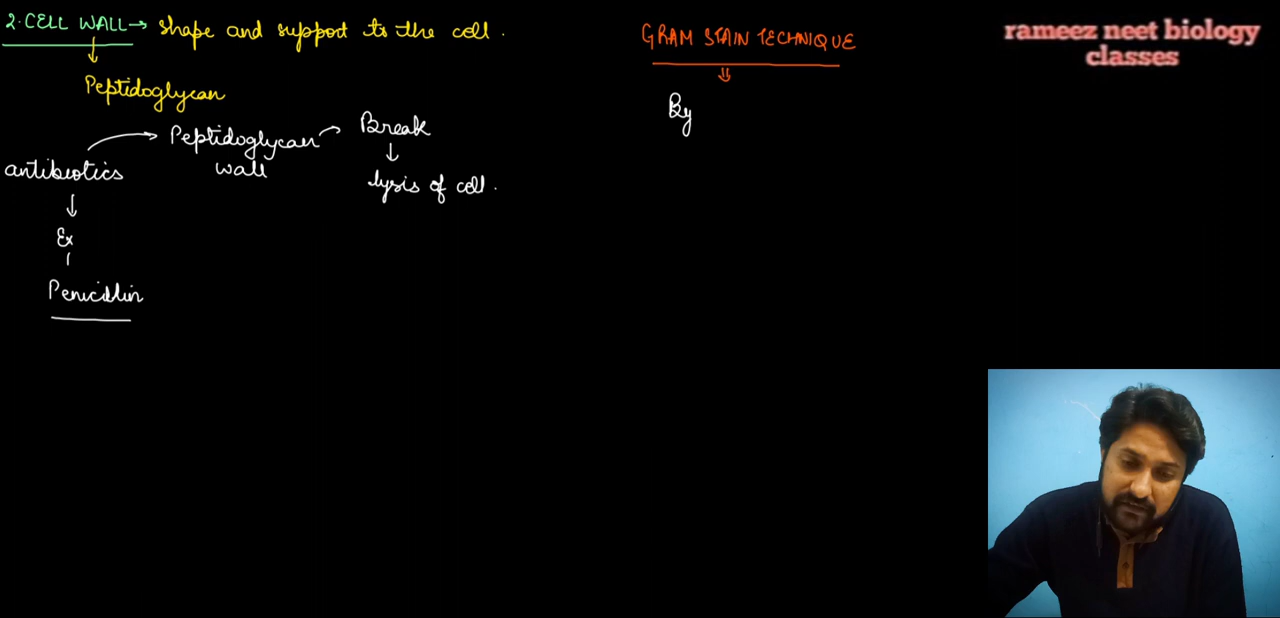 2. CELL WALL → shape and support to the cell.
↓
Peptidoglycan
antibiotics → Peptidoglycan wall → Break
↓
lysis of cell.
↓
Ex
Penicillin
GRAM STAIN TECHNIQUE
⇓
By
rameez neet biology
classes